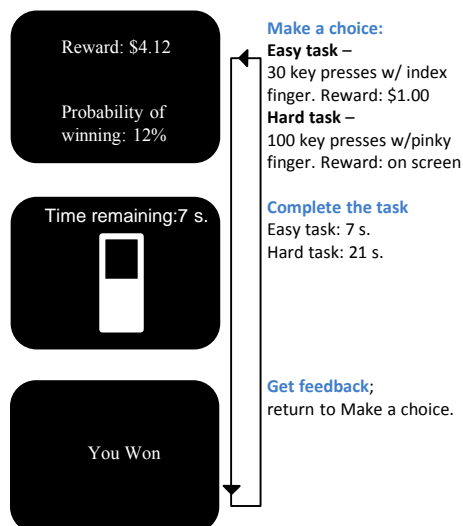 Reward: $4.12
Probability of
winning: 12%
Make a choice:
Easy task –
30 key presses w/ index
finger. Reward: $1.00
Hard task –
100 key presses w/pinky
finger. Reward: on screen
Time remaining:7 s.
Complete the task
Easy task: 7 s.
Hard task: 21 s.
You Won
Get feedback;
return to Make a choice.